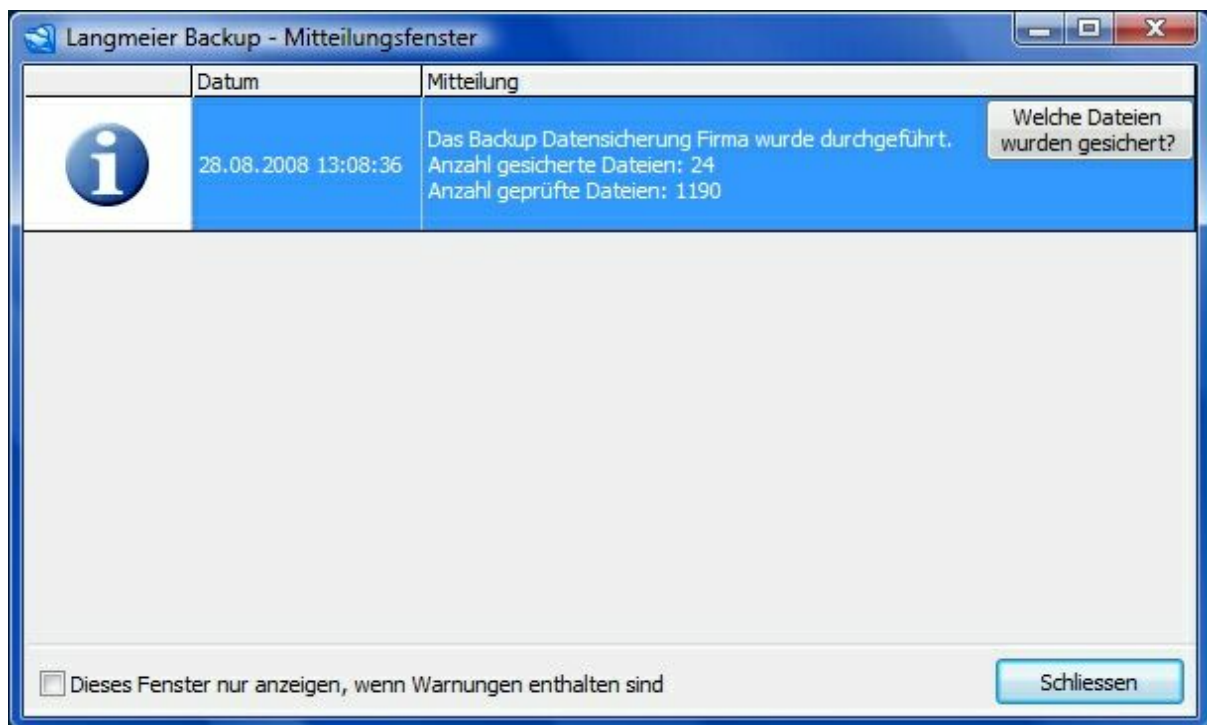 Langmeier Backup - Mitteilungsfenster
Datum
Mitteilung
28.08.2008 13:08:36
Das Backup Datensicherung Firma wurde durchgeführt.
Anzahl gesicherte Dateien: 24
Anzahl geprüfte Dateien: 1190
Welche Dateien
wurden gesichert?
Dieses Fenster nur anzeigen, wenn Warnungen enthalten sind
Schliessen